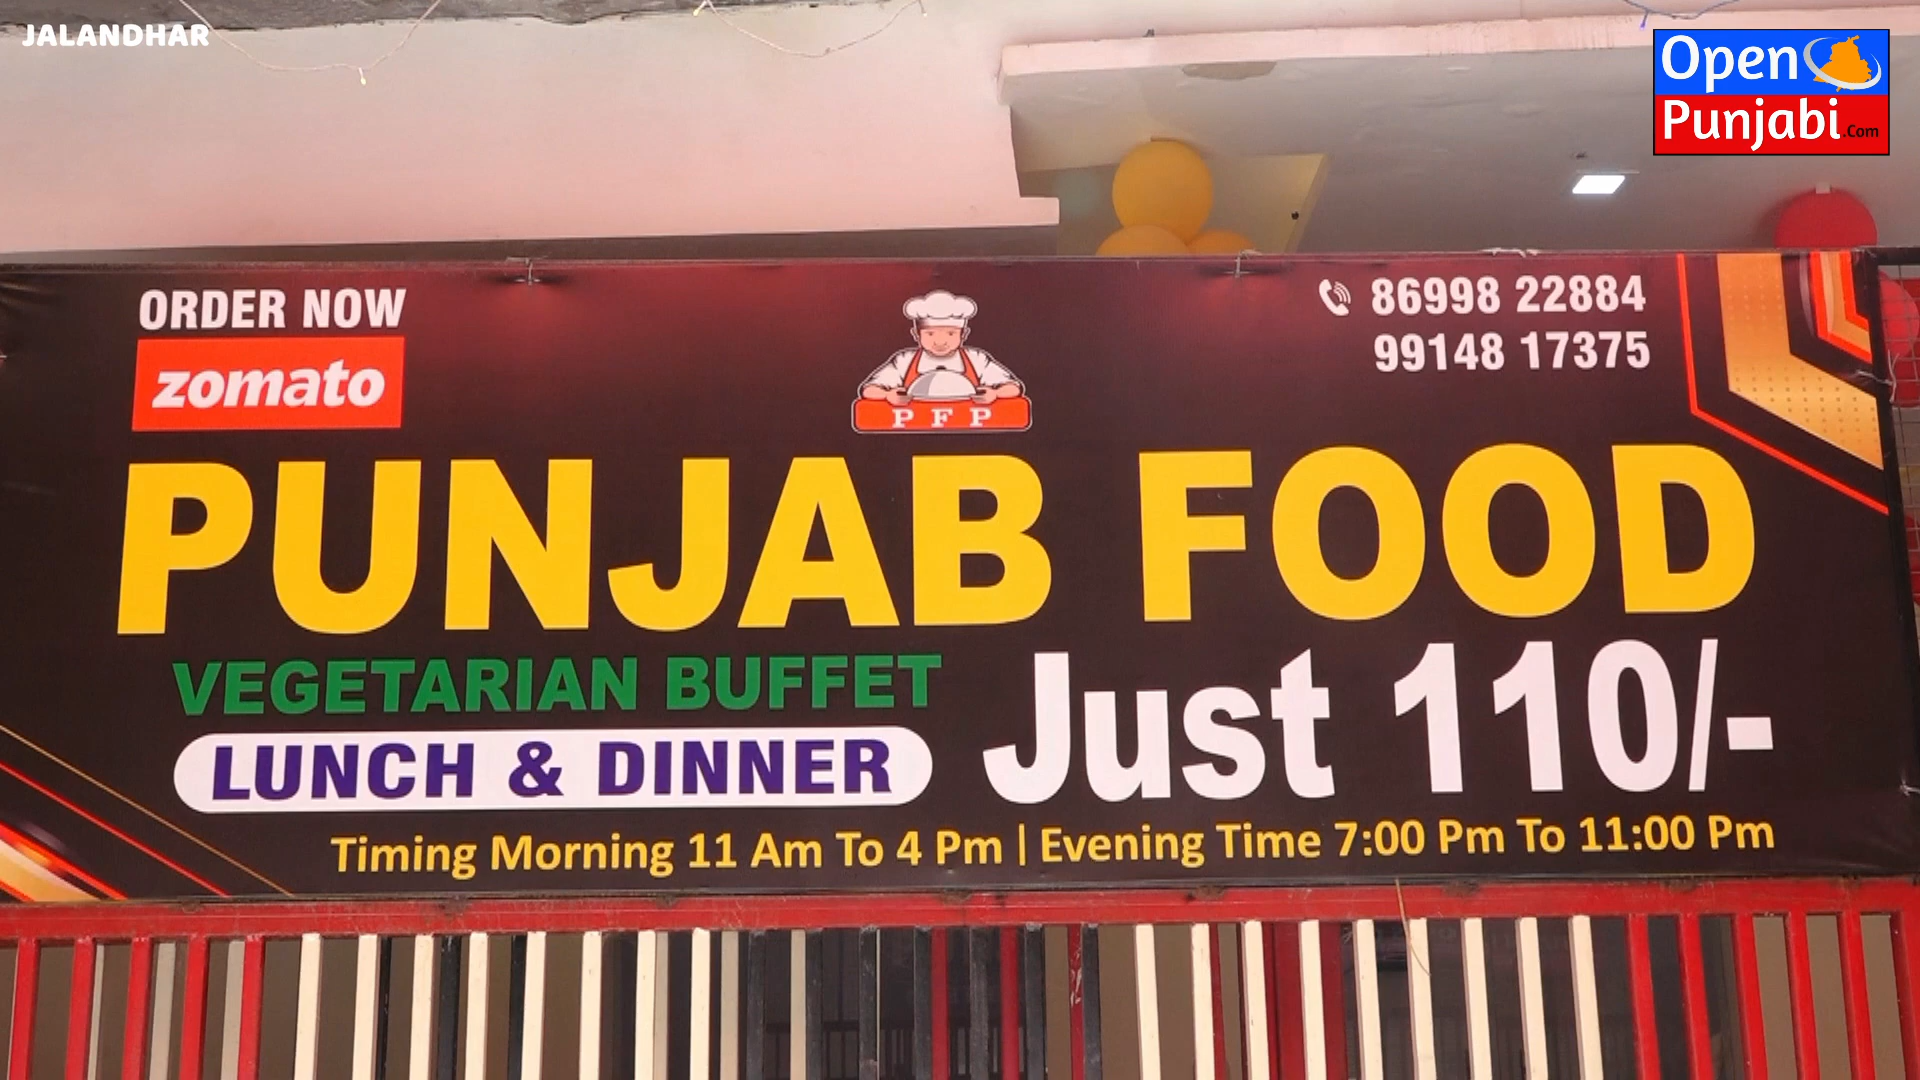 JALANDHAR
Open
Punjabi.Com
ORDER NOW
zomato
PFP
86998 22884
99148 17375
PUNJAB FOOD
VEGETARIAN BUFFET
LUNCH & DINNER
Just 110/-
Timing Morning 11 Am To 4 Pm | Evening Time 7:00 Pm To 11:00 Pm